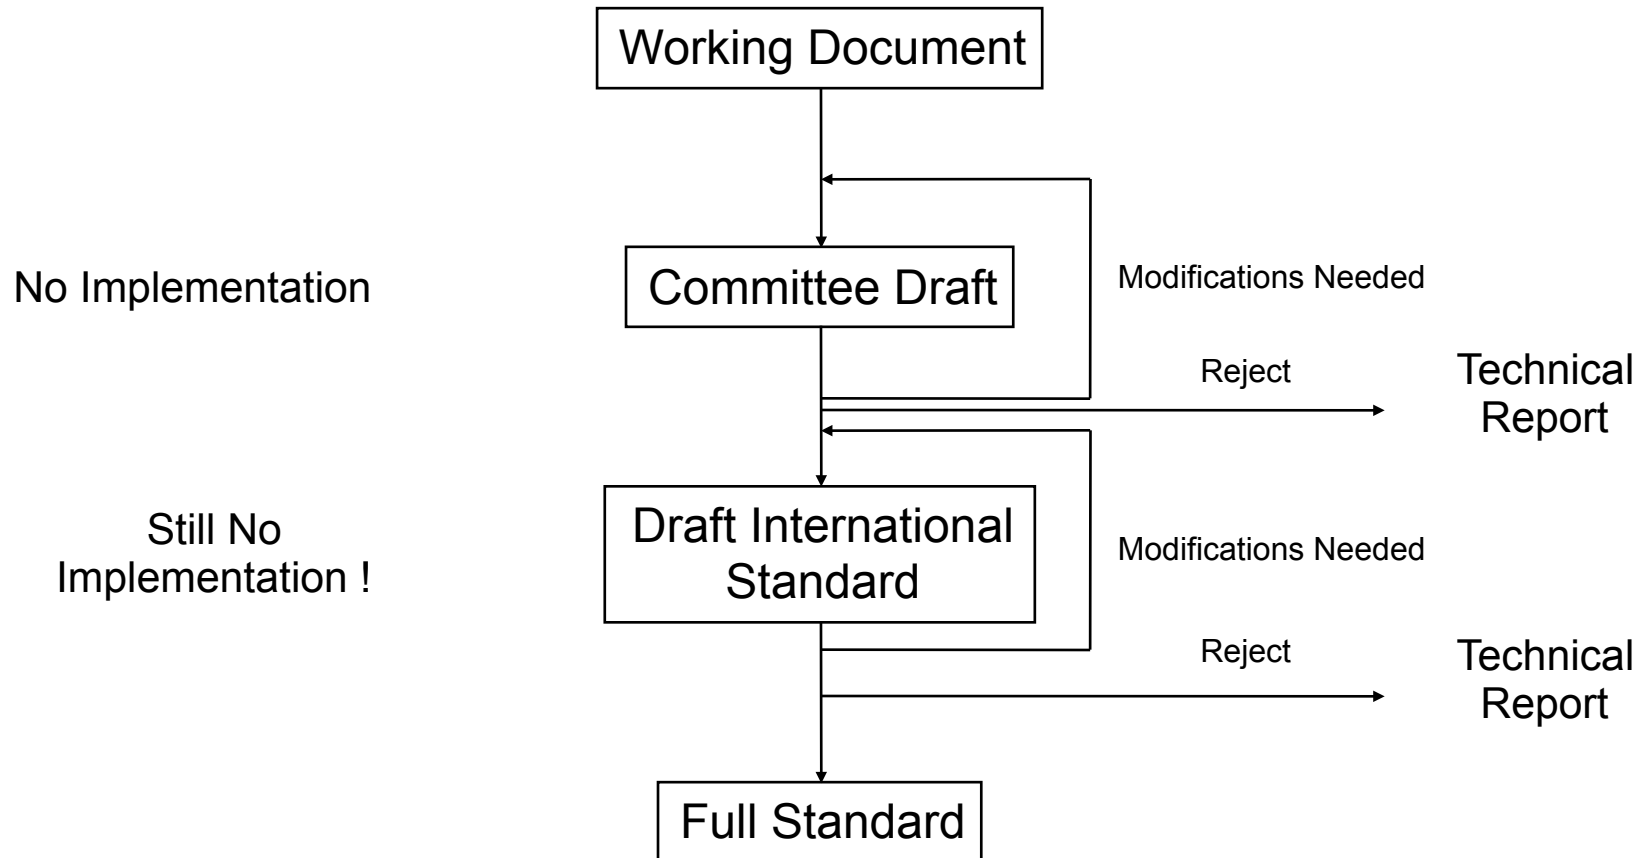 Working Document
No Implementation
Committee Draft
Modifications Needed
Reject
Technical
Report
Still No
Implementation !
Draft International
Standard
Modifications Needed
Reject
Technical
Report
Full Standard